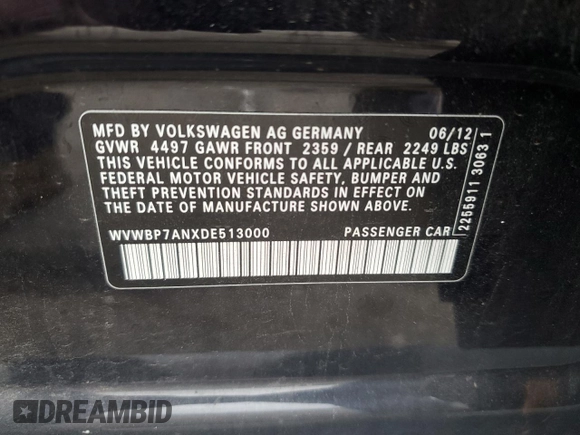 MFD BY VOLKSWAGEN AG GERMANY 06/12
GVWR 4497 GAWR FRONT 2359 / REAR 2249 LBS
THIS VEHICLE CONFORMS TO ALL APPLICABLE U.S.
FEDERAL MOTOR VEHICLE SAFETY, BUMPER AND
THEFT PREVENTION STANDARDS IN EFFECT ON
THE DATE OF MANUFACTURE SHOWN ABOVE.
WVWBP7ANXDE513000 PASSENGER CAR
2255911 3063 1
DREAMBID